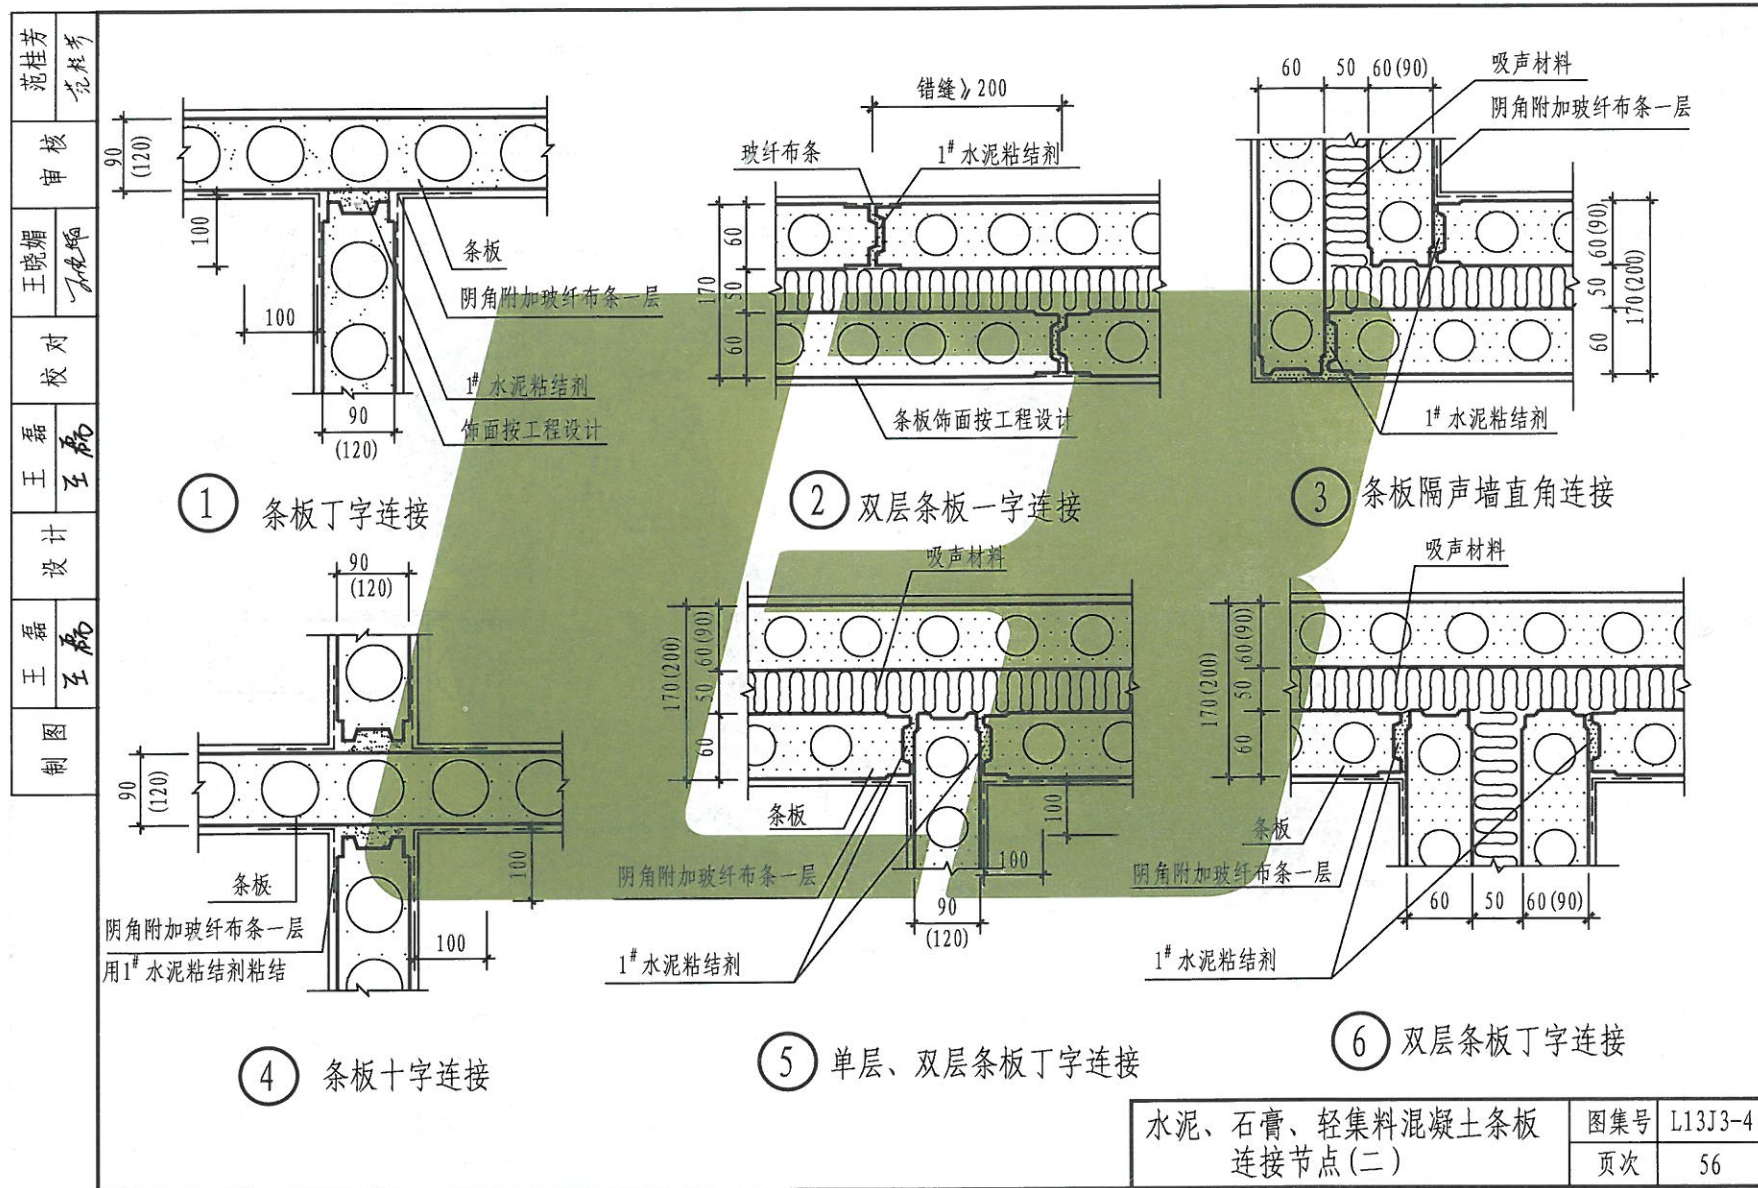 范桂芳
范桂芳
审核
王晓媚
校对
王磊
王磊
设计
王磊
王磊
制图
90
(120)
100
100
条板
阴角附加玻纤布条一层
1# 水泥粘结剂
饰面按工程设计
90
(120)
1 条板丁字连接
错缝≥200
玻纤布条
1# 水泥粘结剂
60
50
60
170
条板饰面按工程设计
2 双层条板一字连接
60
50
60(90)
吸声材料
阴角附加玻纤布条一层
60(90)
50
60
170(200)
1# 水泥粘结剂
3 条板隔声墙直角连接
90
(120)
90
(120)
条板
100
阴角附加玻纤布条一层
用1# 水泥粘结剂粘结
100
4 条板十字连接
吸声材料
170(200)
60(90)
50
60
条板
100
阴角附加玻纤布条一层
100
90
(120)
1# 水泥粘结剂
5 单层、双层条板丁字连接
吸声材料
170(200)
60(90)
50
60
条板
阴角附加玻纤布条一层
60
50
60(90)
1# 水泥粘结剂
6 双层条板丁字连接
水泥、石膏、轻集料混凝土条板
连接节点(二)
图集号
L13J3-4
页次
56